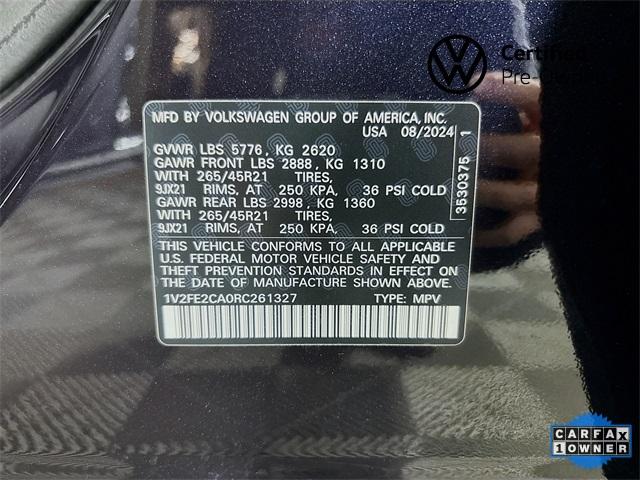 Certified
Pre-Owned
MFD BY VOLKSWAGEN GROUP OF AMERICA, INC.
USA 08/2024
GVWR LBS 5776, KG 2620
GAWR FRONT LBS 2888, KG 1310
WITH 265/45R21 TIRES,
9JX21 RIMS, AT 250 KPA, 36 PSI COLD
GAWR REAR LBS 2998, KG 1360
WITH 265/45R21 TIRES,
9JX21 RIMS, AT 250 KPA, 36 PSI COLD
THIS VEHICLE CONFORMS TO ALL APPLICABLE
U.S. FEDERAL MOTOR VEHICLE SAFETY AND
THEFT PREVENTION STANDARDS IN EFFECT ON
THE DATE OF MANUFACTURE SHOWN ABOVE.
1V2FE2CA0RC261327 TYPE: MPV
3530375 1
CARFAX
1 OWNER